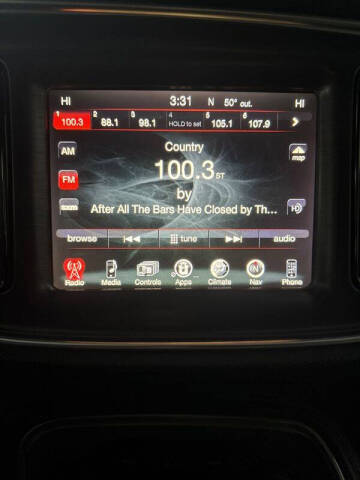 HI 3:31 N 50° out. HI
1 100.3 2 88.1 3 98.1 4 HOLD to set 5 105.1 6 107.9
AM
Country
map
100.3 ST
FM
by
After All The Bars Have Closed by Th...
HD
browse tune audio
Radio Media Controls Apps Climate Nav Phone